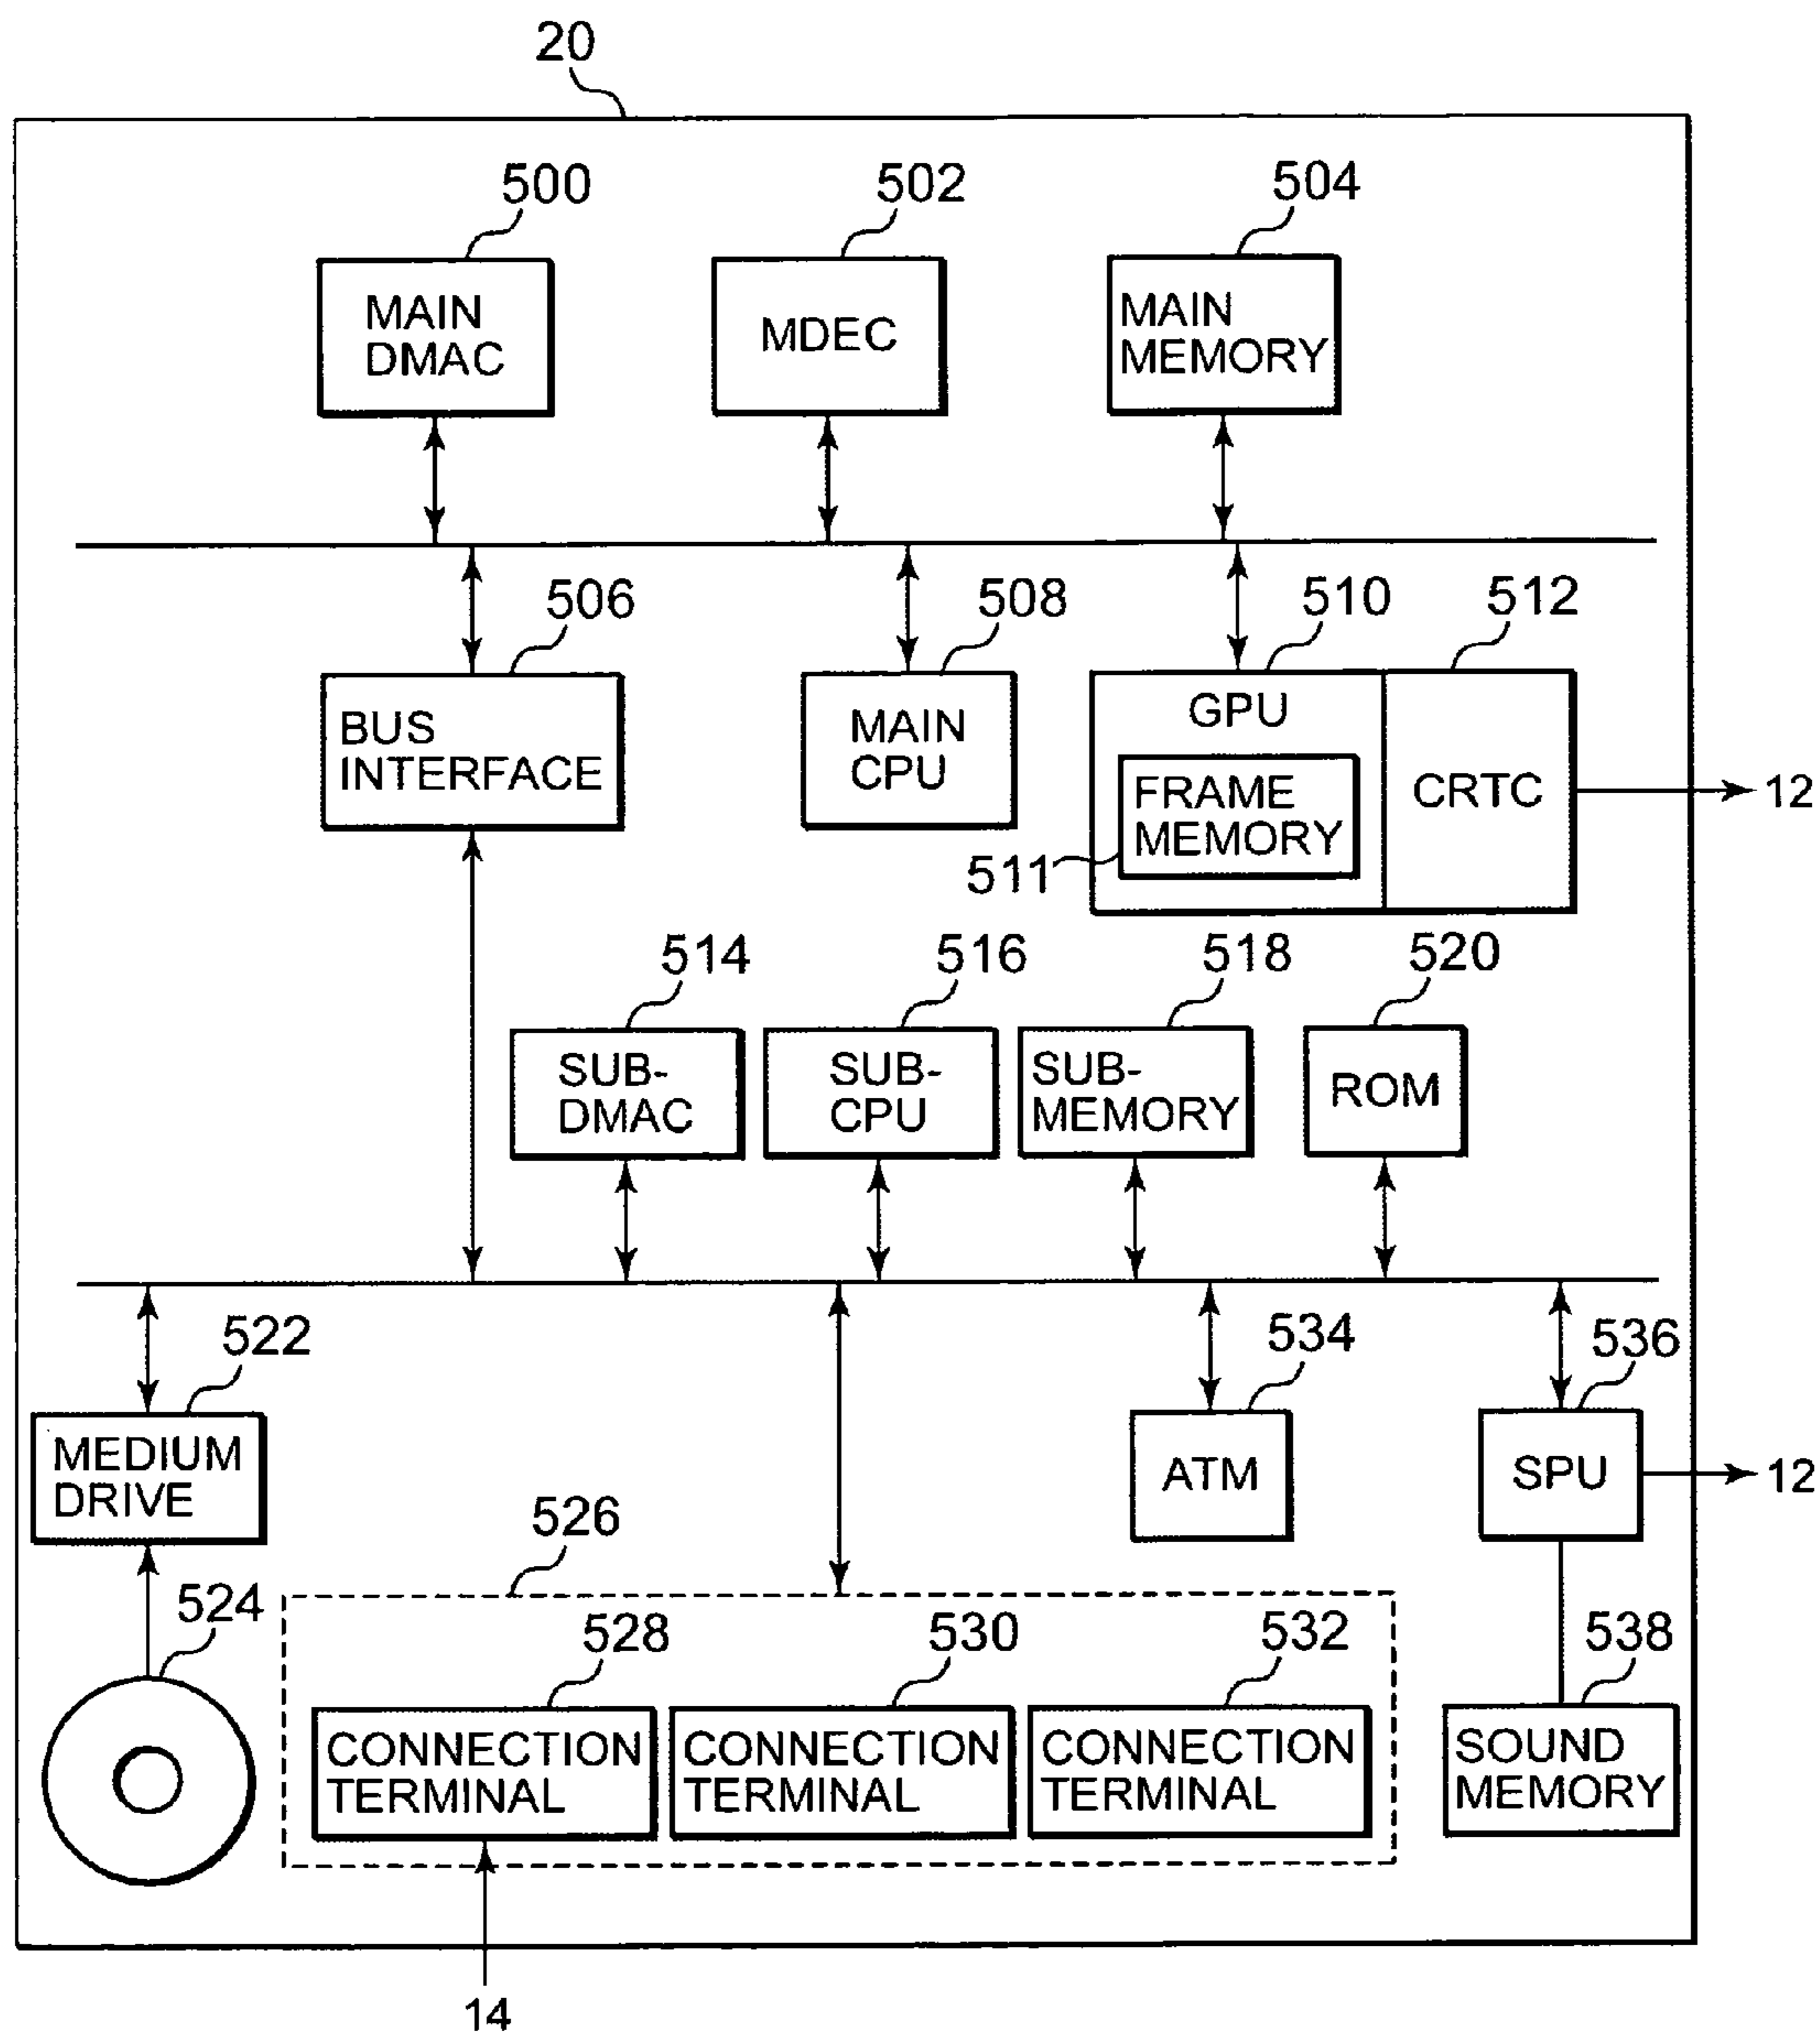 20
500
502
504
MAIN
DMAC
MDEC
MAIN
MEMORY
506
508
510
512
BUS
INTERFACE
MAIN
CPU
GPU
FRAME
MEMORY
511
CRTC
12
514
516
518
520
SUB-
DMAC
SUB-
CPU
SUB-
MEMORY
ROM
522
534
536
MEDIUM
DRIVE
ATM
SPU
12
526
524
528
530
532
538
CONNECTION
TERMINAL
CONNECTION
TERMINAL
CONNECTION
TERMINAL
SOUND
MEMORY
14